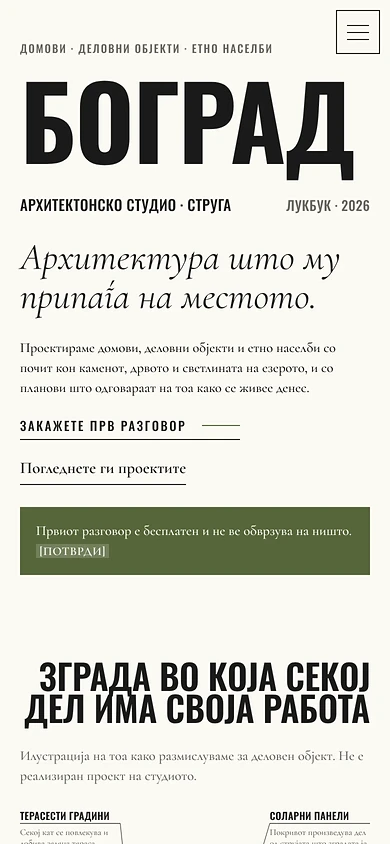 ДОМОВИ · ДЕЛОВНИ ОБЈЕКТИ · ЕТНО НАСЕЛБИ
БОГРАД
АРХИТЕКТОНСКО СТУДИО · СТРУГА
ЛУКБУК · 2026
Архитектура што му
припаѓа на местото.
Проектираме домови, деловни објекти и етно населби со
почит кон каменот, дрвото и светлината на езерото, и со
планови што одговараат на тоа како се живее денес.
ЗАКАЖЕТЕ ПРВ РАЗГОВОР
Погледнете ги проектите
Првиот разговор е бесплатен и не ве обврзува на ништо.
[ПОТВРДИ]
ЗГРАДА ВО КОЈА СЕКОЈ
ДЕЛ ИМА СВОЈА РАБОТА
Илустрација на тоа како размислуваме за деловен објект. Не е
реализиран проект на студиото.
ТЕРАСЕСТИ ГРАДИНИ
Секој кат се повлекува и
СОЛАРНИ ПАНЕЛИ
Покривот произведува дел